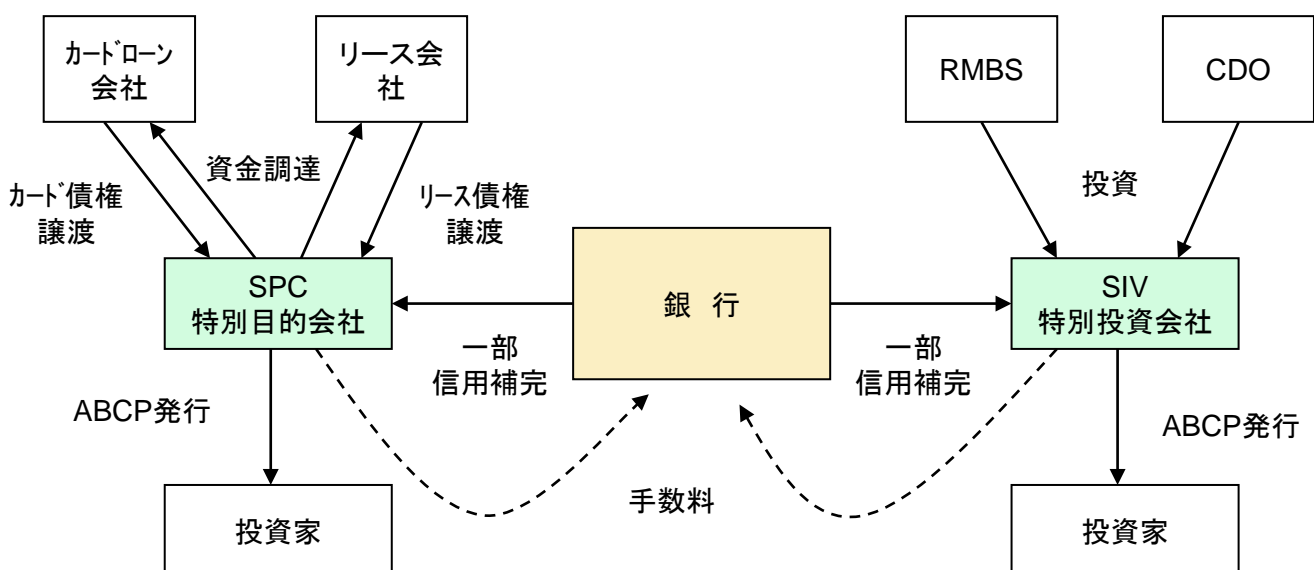 ｶｰﾄﾞﾛｰﾝ
会社
リース会
社
RMBS
CDO
資金調達
ｶｰﾄﾞ債権
譲渡
ﾘｰｽ債権
譲渡
投資
SPC
特別目的会社
銀 行
SIV
特別投資会社
一部
信用補完
一部
信用補完
ABCP発行
ABCP発行
手数料
投資家
投資家